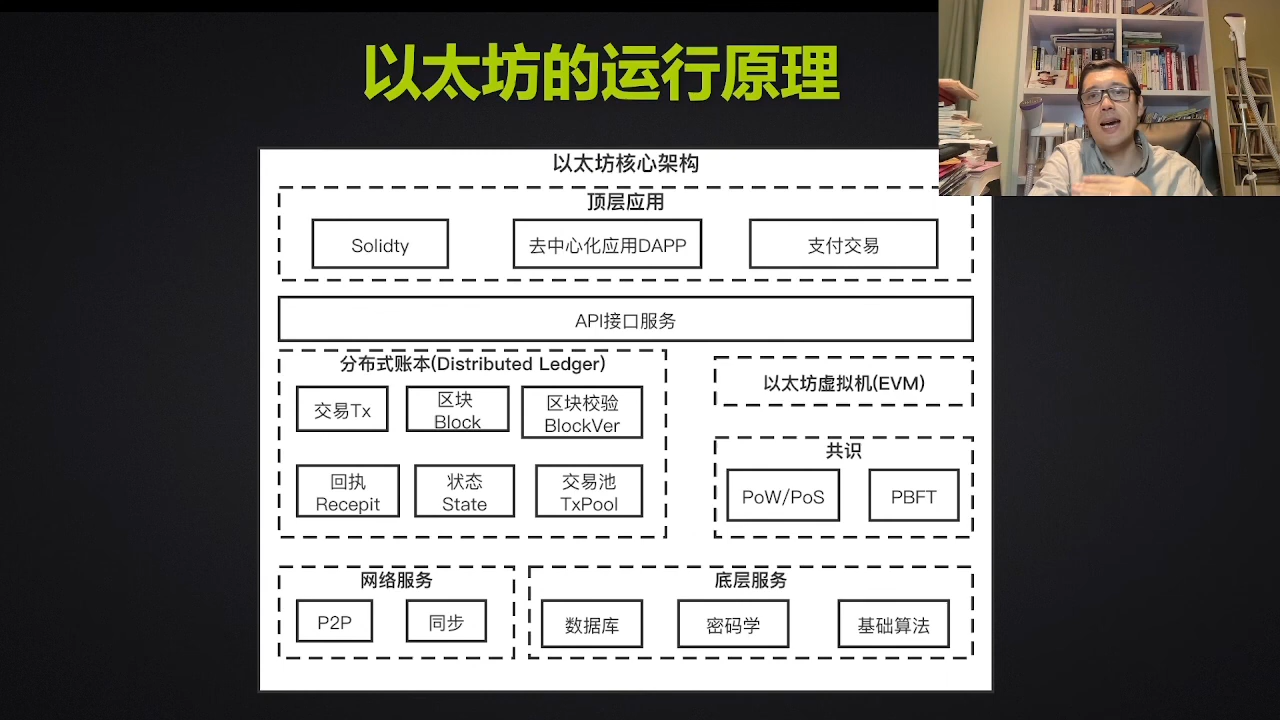 以太坊的运行原理
以太坊核心架构
顶层应用
Solidty
去中心化应用DAPP
支付交易
API接口服务
分布式账本(Distributed Ledger)
交易Tx
区块
Block
区块校验
BlockVer
回执
Recepit
状态
State
交易池
TxPool
以太坊虚拟机(EVM)
共识
PoW/PoS
PBFT
网络服务
P2P
同步
底层服务
数据库
密码学
基础算法